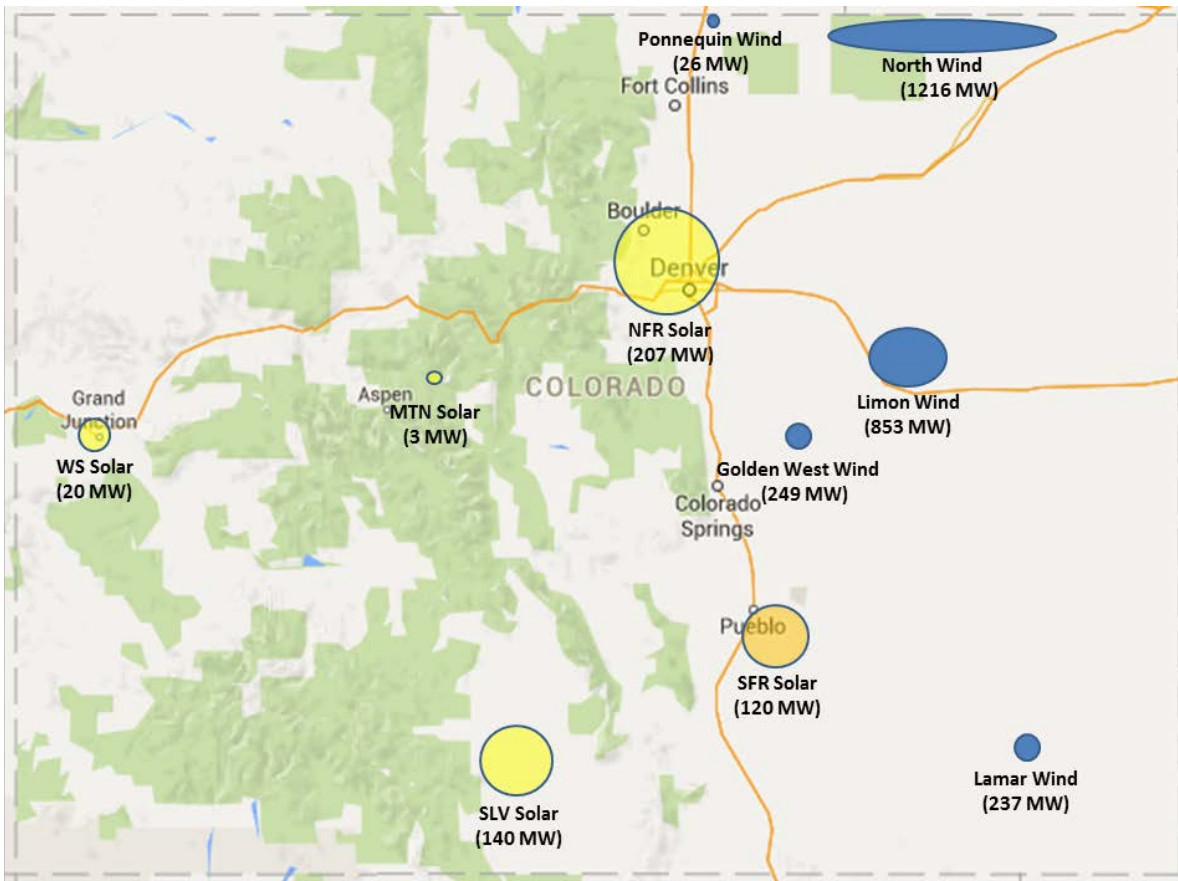 Ponnequin Wind
(26 MW)
North Wind
(1216 MW)
Fort Collins
Boulder
Denver
NFR Solar
(207 MW)
COLORADO
Limon Wind
(853 MW)
Grand
Junction
Aspen
MTN Solar
(3 MW)
WS Solar
(20 MW)
Golden West Wind
(249 MW)
Colorado
Springs
Pueblo
SFR Solar
(120 MW)
SLV Solar
(140 MW)
Lamar Wind
(237 MW)